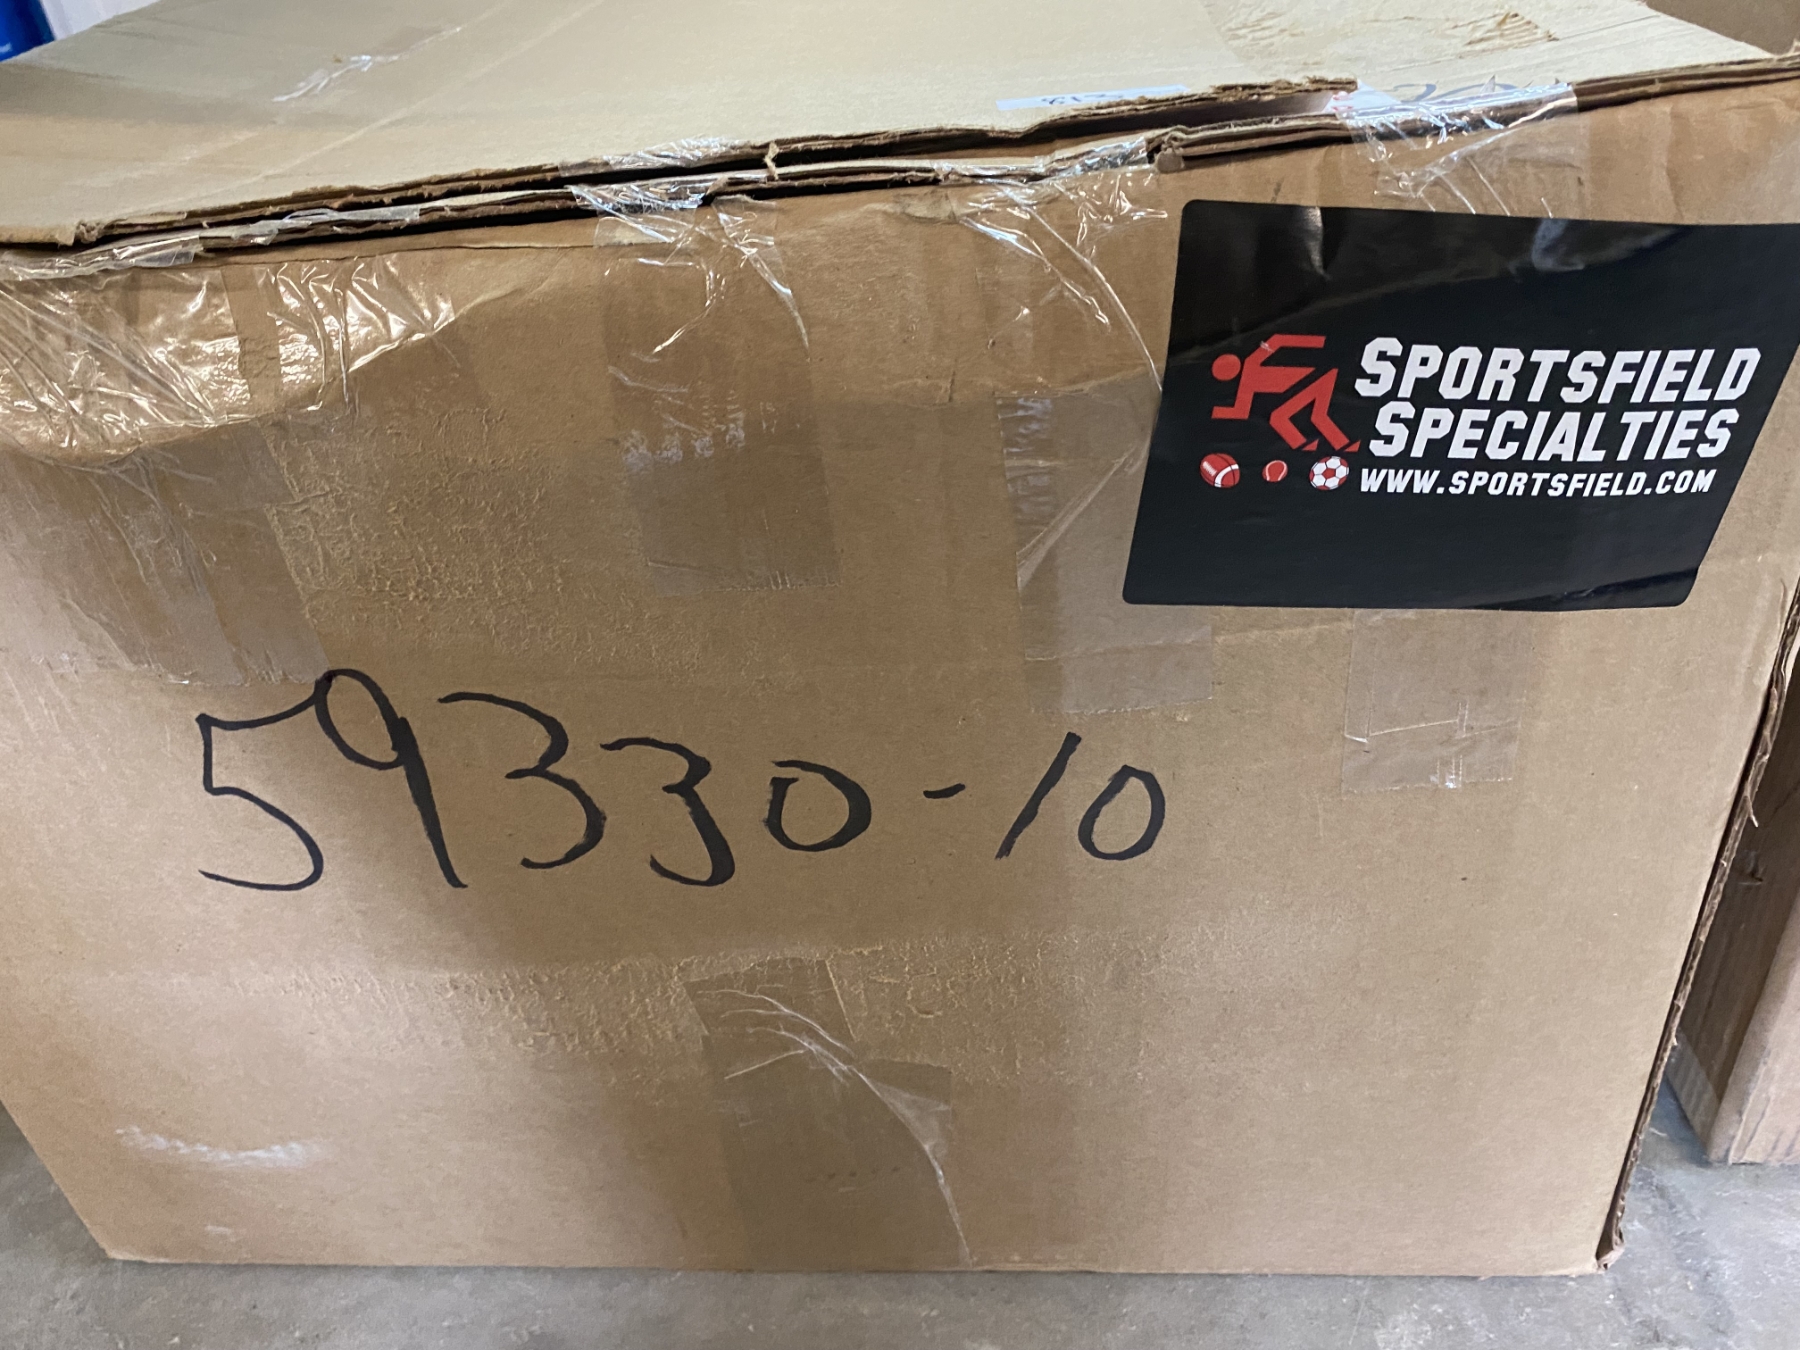 SPORTSFIELD
SPECIALTIES
WWW.SPORTSFIELD.COM
59330-10